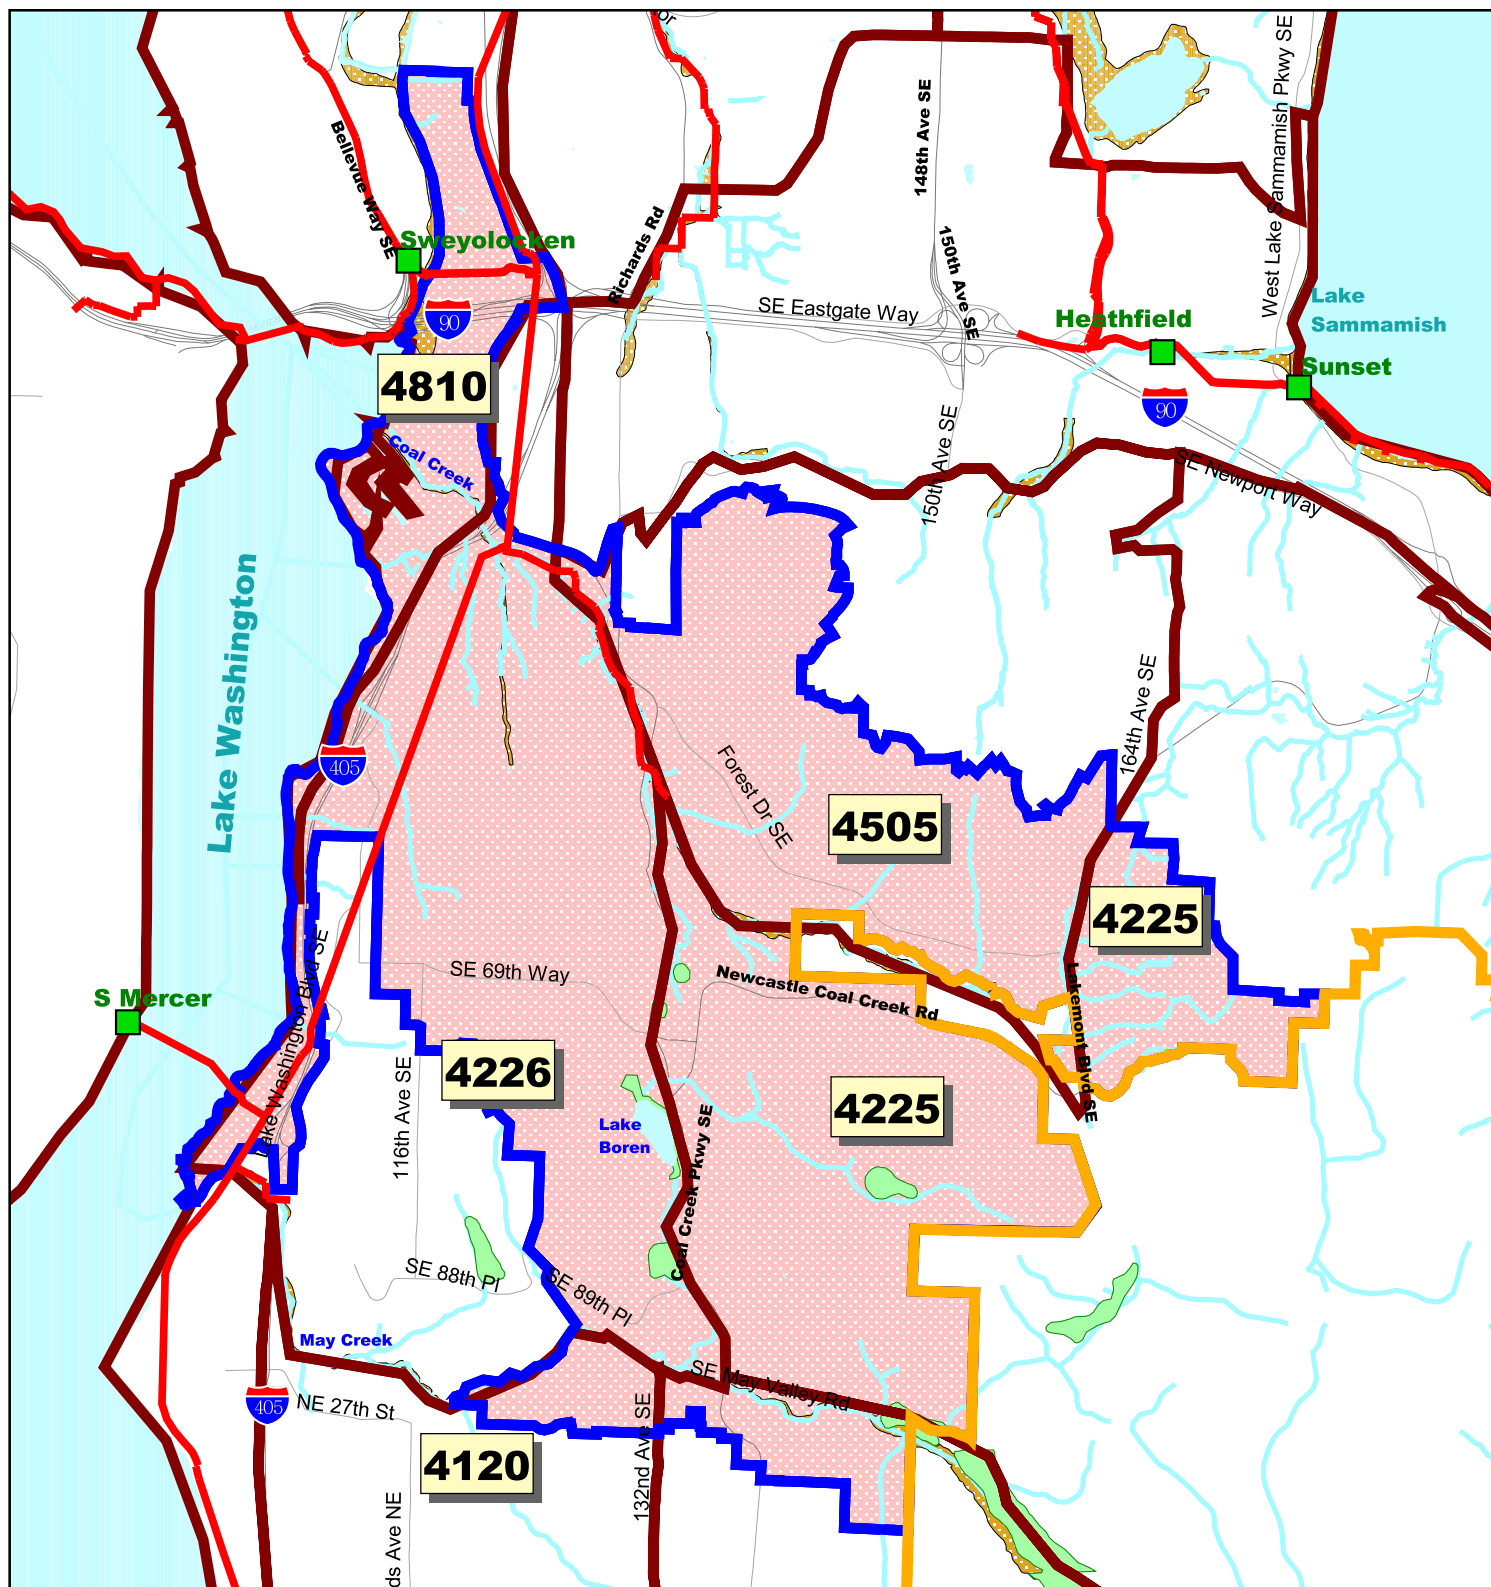 148th Ave SE
West Lake Sammamish Pkwy SE
Bellevue Way SE
Richards Rd
150th Ave SE
Sweyolocken
Lake
Sammamish
SE Eastgate Way
Heathfield
90
Sunset
4810
90
Coal Creek
150th Ave SE
SE Newport Way
Lake Washington
164th Ave SE
405
Forest Dr SE
4505
4225
SE 69th Way
Newcastle Coal Creek Rd
S Mercer
Lake Washington Blvd SE
Lakemont Blvd SE
116th Ave SE
4226
4225
Lake
Boren
Coal Creek Pkwy SE
SE 88th Pl
SE 89th Pl
May Creek
SE May Valley Rd
405
NE 27th St
132nd Ave SE
4120
ds Ave NE